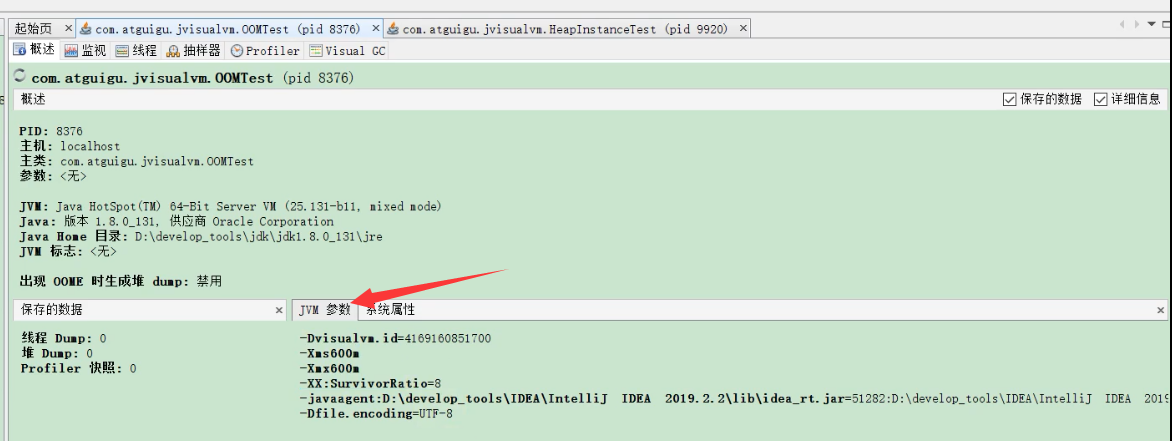 起始页 × com.atguigu.jvisualvm.OOMTest (pid 8376) × com.atguigu.jvisualvm.HeapInstanceTest (pid 9920) ×
概述 监视 线程 抽样器 Profiler Visual GC
com.atguigu.jvisualvm.OOMTest (pid 8376)
概述 保存的数据 详细信息
PID: 8376
主机: localhost
主类: com.atguigu.jvisualvm.OOMTest
参数: <无>
JVM: Java HotSpot(TM) 64-Bit Server VM (25.131-b11, mixed mode)
Java: 版本 1.8.0_131, 供应商 Oracle Corporation
Java Home 目录: D:\develop_tools\jdk\jdk1.8.0_131\jre
JVM 标志: <无>
出现 OOME 时生成堆 dump: 禁用
保存的数据 × JVM 参数 系统属性 ×
线程 Dump: 0
堆 Dump: 0
Profiler 快照: 0
-Dvisualvm.id=4169160851700
-Xms600m
-Xmx600m
-XX:SurvivorRatio=8
-javaagent:D:\develop_tools\IDEA\IntelliJ IDEA 2019.2.2\lib\idea_rt.jar=51282:D:\develop_tools\IDEA\IntelliJ IDEA 2019
-Dfile.encoding=UTF-8